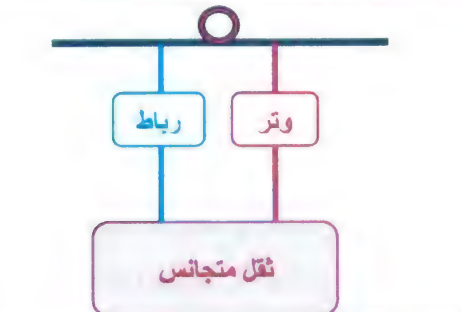 وتر
رباط
ثقل متجانس